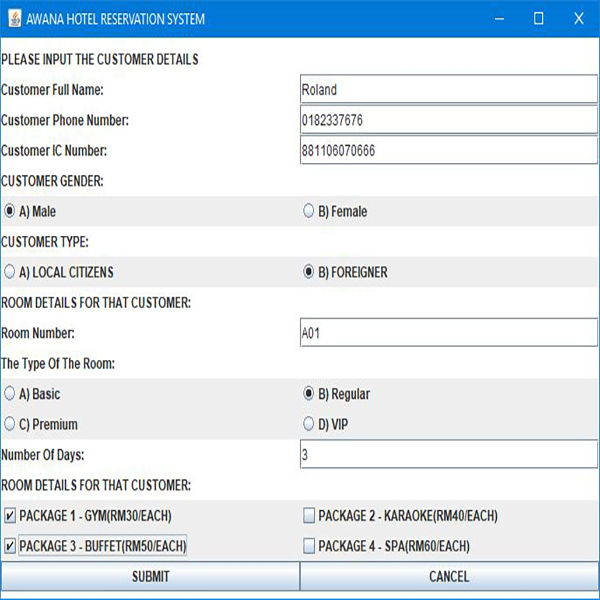 AWANA HOTEL RESERVATION SYSTEM
PLEASE INPUT THE CUSTOMER DETAILS
Customer Full Name: Roland
Customer Phone Number: 0182337676
Customer IC Number: 881106070666
CUSTOMER GENDER:
A) Male B) Female
CUSTOMER TYPE:
A) LOCAL CITIZENS B) FOREIGNER
ROOM DETAILS FOR THAT CUSTOMER:
Room Number: A01
The Type Of The Room:
A) Basic B) Regular
C) Premium D) VIP
Number Of Days: 3
ROOM DETAILS FOR THAT CUSTOMER:
PACKAGE 1 - GYM(RM30/EACH) PACKAGE 2 - KARAOKE(RM40/EACH)
PACKAGE 3 - BUFFET(RM50/EACH) PACKAGE 4 - SPA(RM60/EACH)
SUBMIT CANCEL